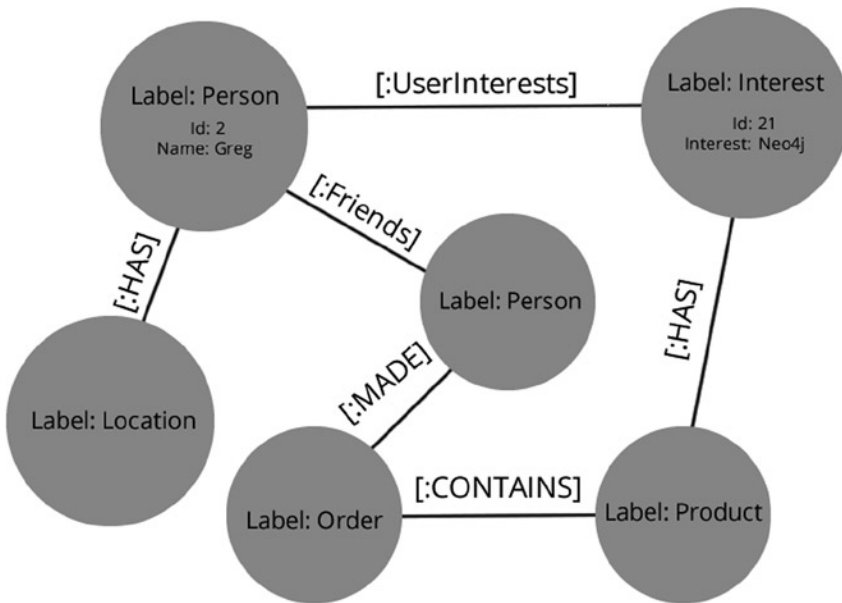 Label: Person
Id: 2
Name: Greg
[:UserInterests]
Label: Interest
Id: 21
Interest: Neo4j
[:Friends]
[:HAS]
Label: Person
[:HAS]
[:MADE]
Label: Location
[:CONTAINS]
Label: Order
Label: Product